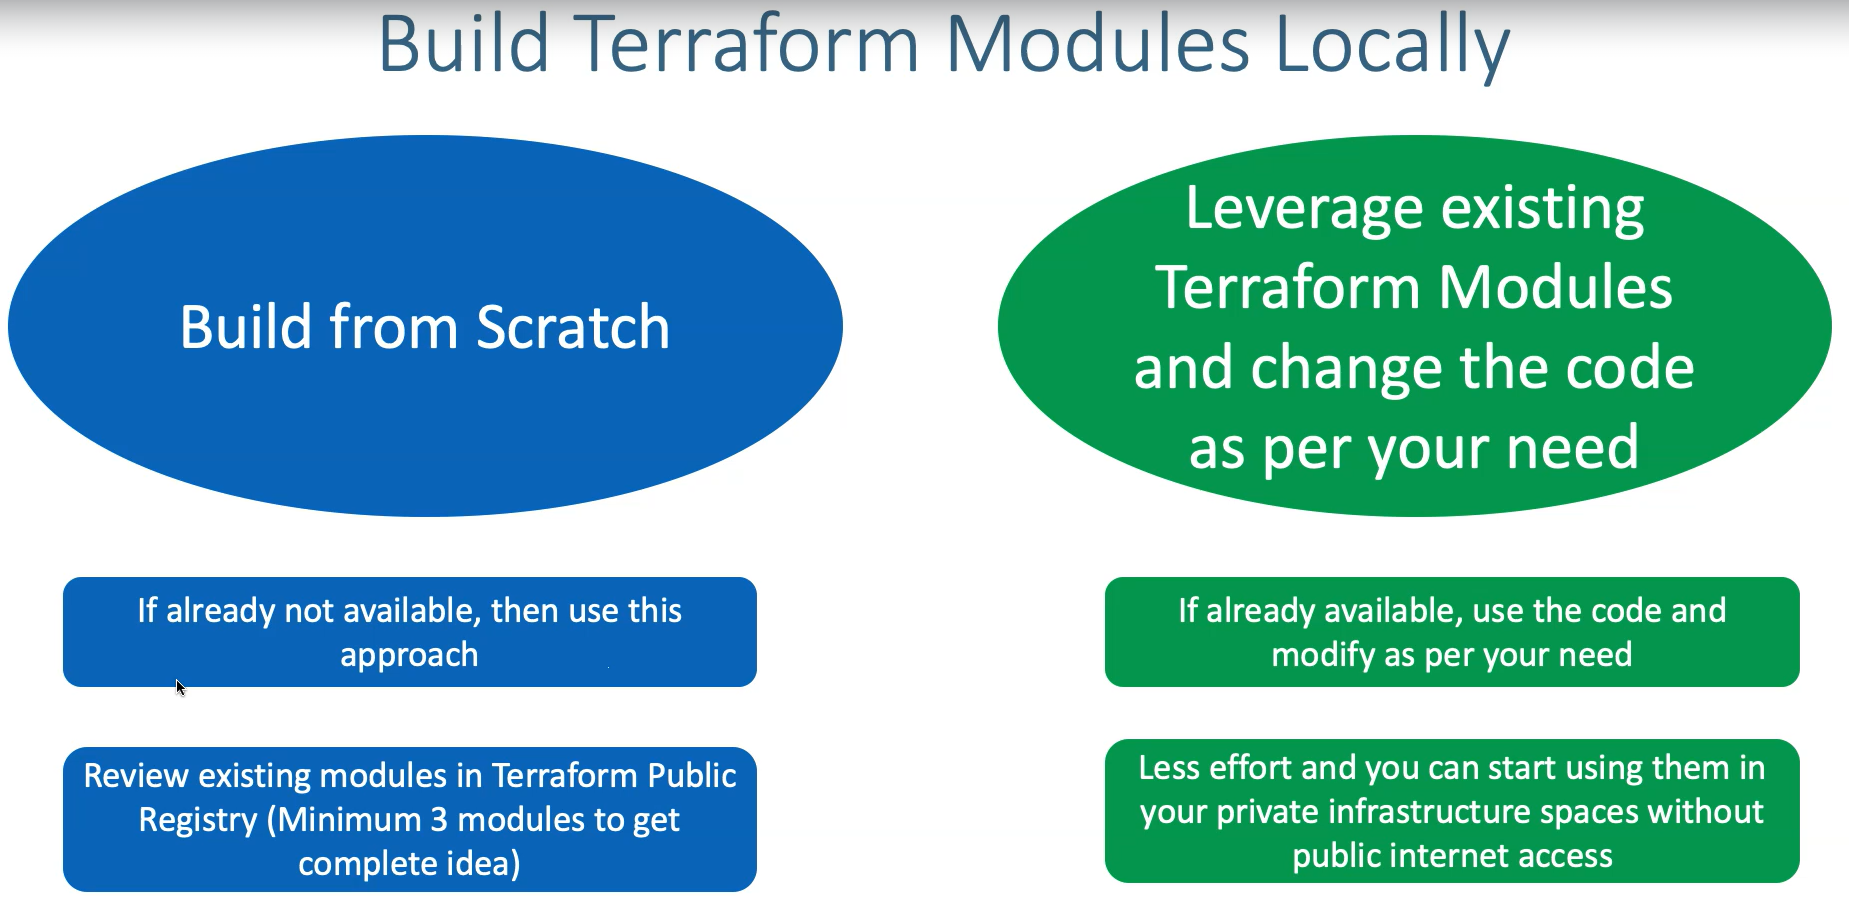 Build Terraform Modules Locally
Build from Scratch
Leverage existing
Terraform Modules
and change the code
as per your need
If already not available, then use this
approach
If already available, use the code and
modify as per your need
Review existing modules in Terraform Public
Registry (Minimum 3 modules to get
complete idea)
Less effort and you can start using them in
your private infrastructure spaces without
public internet access